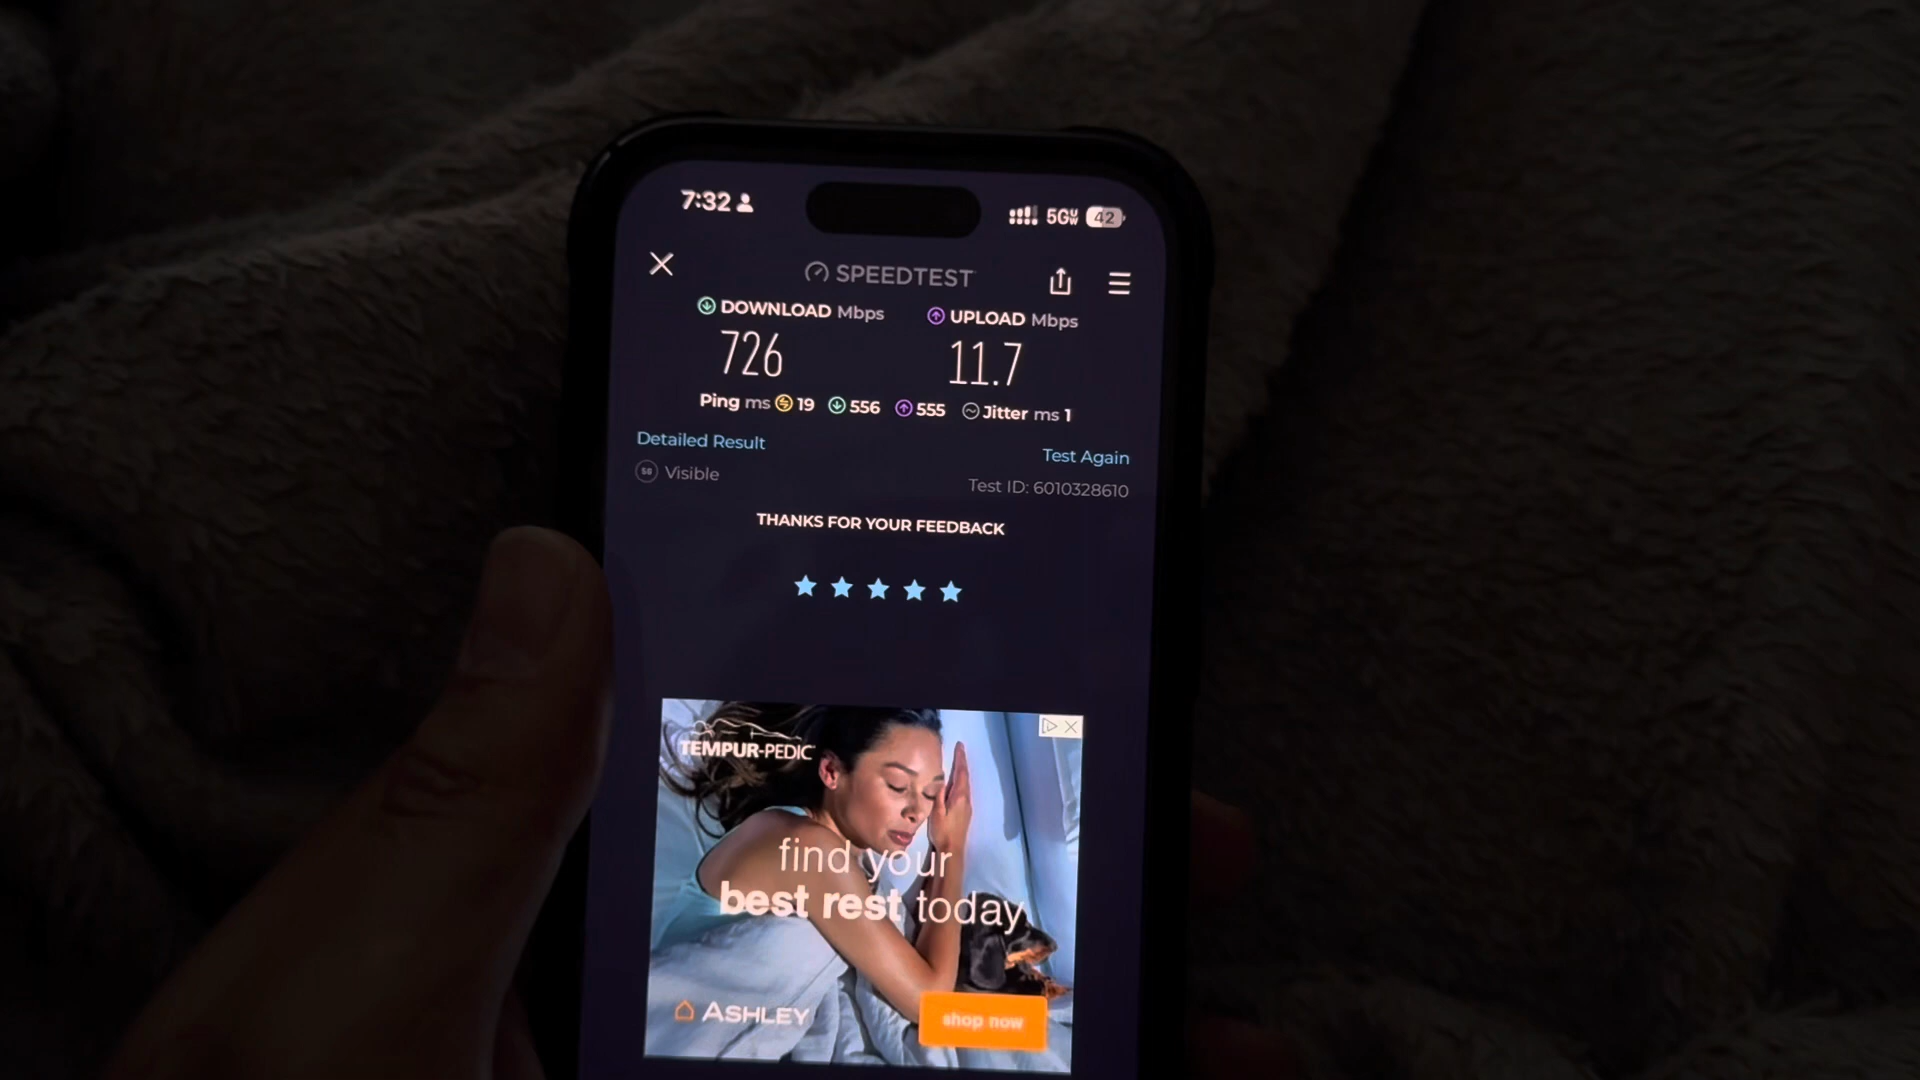 7:32 5GUW 42
SPEEDTEST
DOWNLOAD Mbps UPLOAD Mbps
726 11.7
Ping ms 19 556 555 Jitter ms 1
Detailed Result Test Again
5G Visible Test ID: 6010328610
THANKS FOR YOUR FEEDBACK
TEMPUR-PEDIC
find your
best rest today
ASHLEY shop now